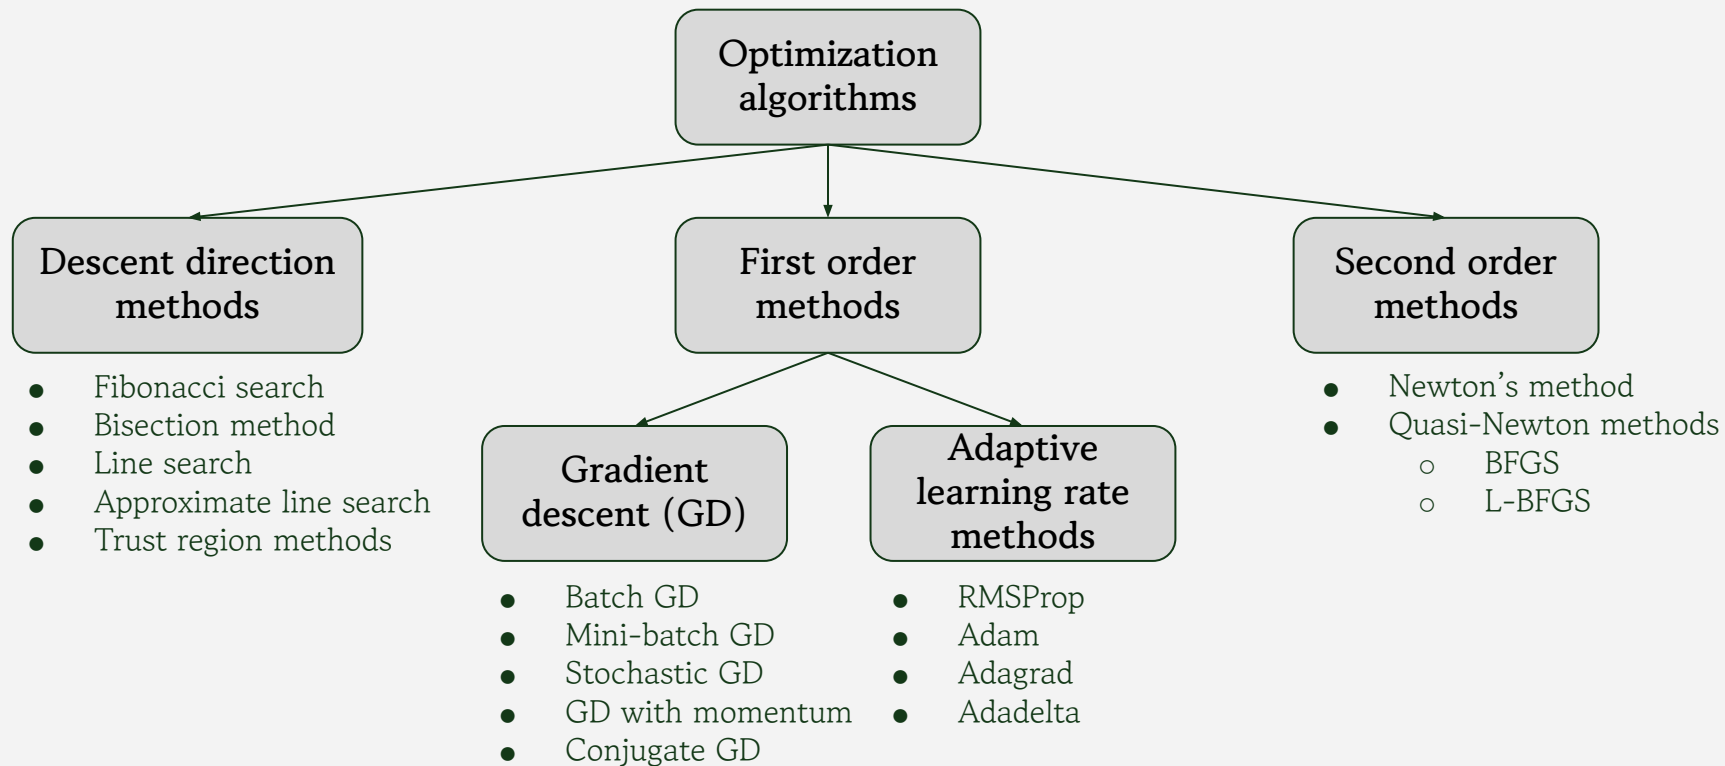 Optimization
algorithms
Descent direction
methods
First order
methods
Second order
methods
Fibonacci search
Bisection method
Line search
Approximate line search
Trust region methods
Gradient
descent (GD)
Adaptive
learning rate
methods
Newton’s method
Quasi-Newton methods
BFGS
L-BFGS
Batch GD
Mini-batch GD
Stochastic GD
GD with momentum
Conjugate GD
RMSProp
Adam
Adagrad
Adadelta